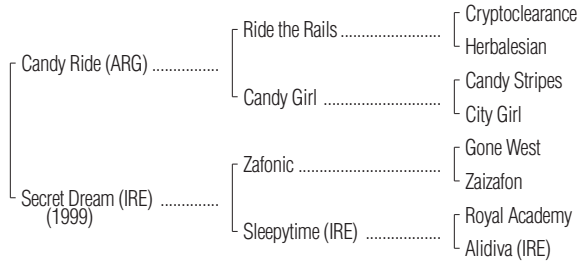 Cryptoclearance
Ride the Rails ....................
Herbalesian
Candy Ride (ARG) ...............
Candy Stripes
Candy Girl ...........................
City Girl
Gone West
Zafonic ................................
Zaizafon
Secret Dream (IRE) .............
(1999)
Royal Academy
Sleepytime (IRE) .................
Alidiva (IRE)